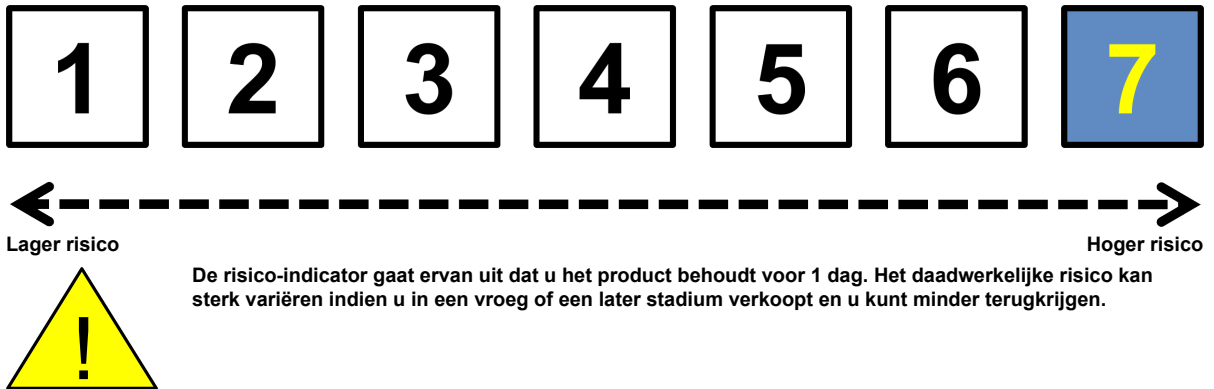 1 2 3 4 5 6 7
Lager risico Hoger risico
De risico-indicator gaat ervan uit dat u het product behoudt voor 1 dag. Het daadwerkelijke risico kan
sterk variëren indien u in een vroeg of een later stadium verkoopt en u kunt minder terugkrijgen.
!